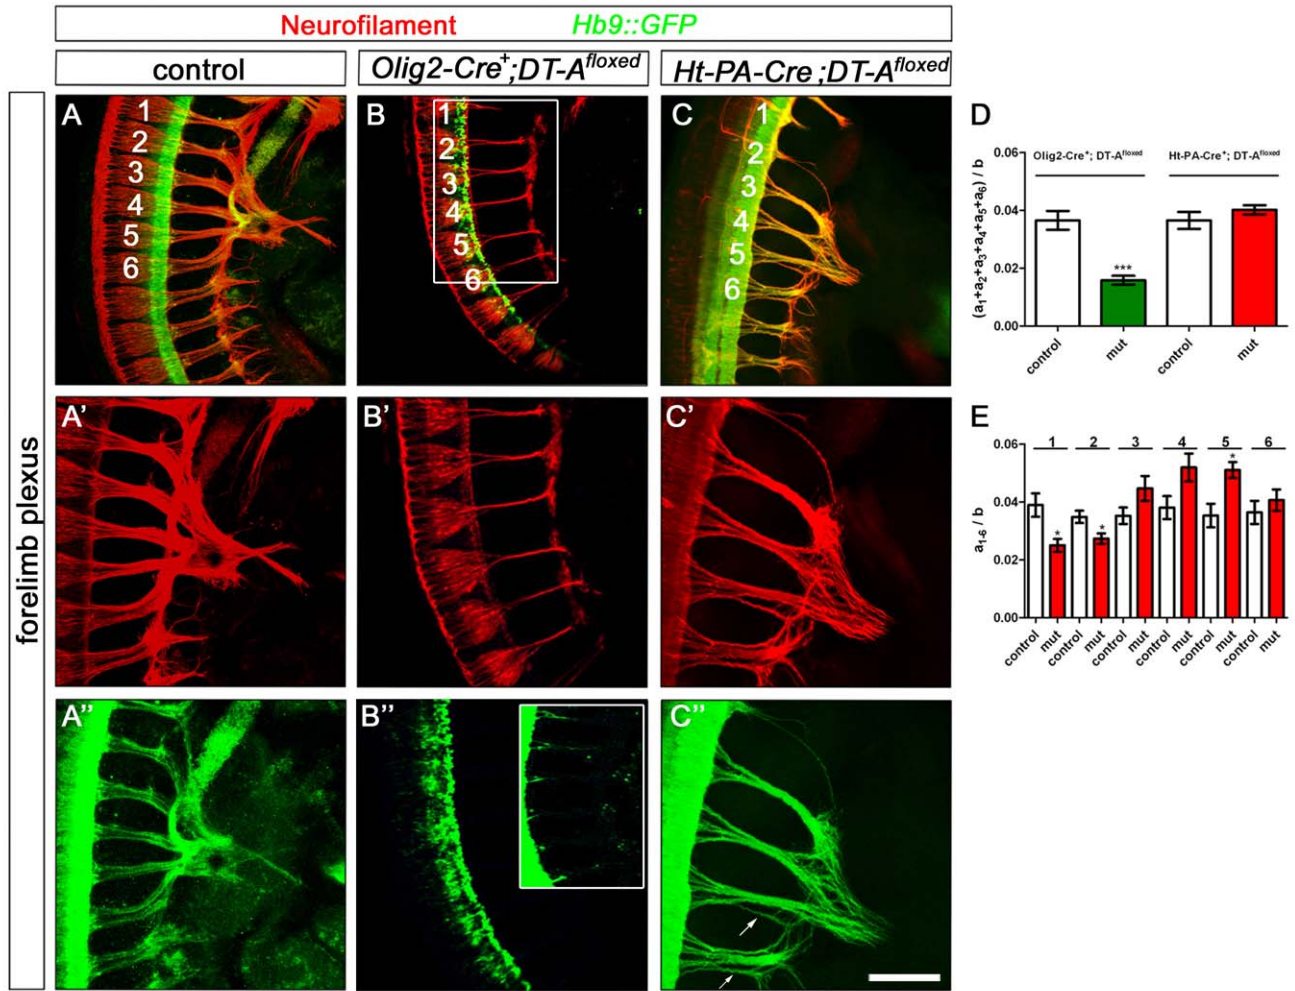 Neurofilament Hb9::GFP
control
Olig2-Cre⁺;DT-Aᶠˡᵒˣᵉᵈ
Ht-PA-Cre;DT-Aᶠˡᵒˣᵉᵈ
forelimb plexus
A
1
2
3
4
5
6
B
1
2
3
4
5
6
C
1
2
3
4
5
6
A'
B'
C'
A''
B''
C''
D
Olig2-Cre⁺; DT-Aᶠˡᵒˣᵉᵈ
Ht-PA-Cre⁺; DT-Aᶠˡᵒˣᵉᵈ
(a₁+a₂+a₃+a₄+a₅+a₆) / b
0.06
0.04
0.02
0.00
***
control
mut
control
mut
E
a₁₋₆ / b
0.06
0.04
0.02
0.00
1 2 3 4 5 6
* * *
control mut control mut control mut control mut control mut control mut